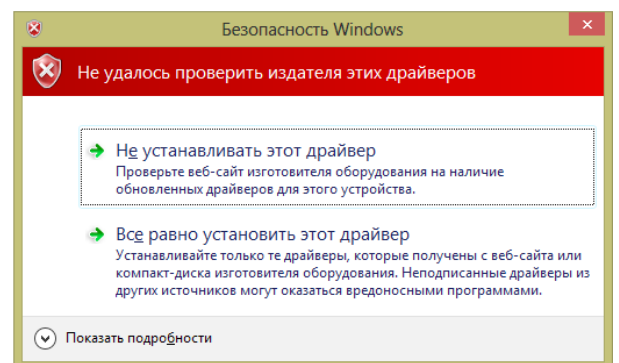 Безопасность Windows
Не удалось проверить издателя этих драйверов
Не устанавливать этот драйвер
Проверьте веб-сайт изготовителя оборудования на наличие
обновленных драйверов для этого устройства.
Все равно установить этот драйвер
Устанавливайте только те драйверы, которые получены с веб-сайта или
компакт-диска изготовителя оборудования. Неподписанные драйверы из
других источников могут оказаться вредоносными программами.
Показать подробности